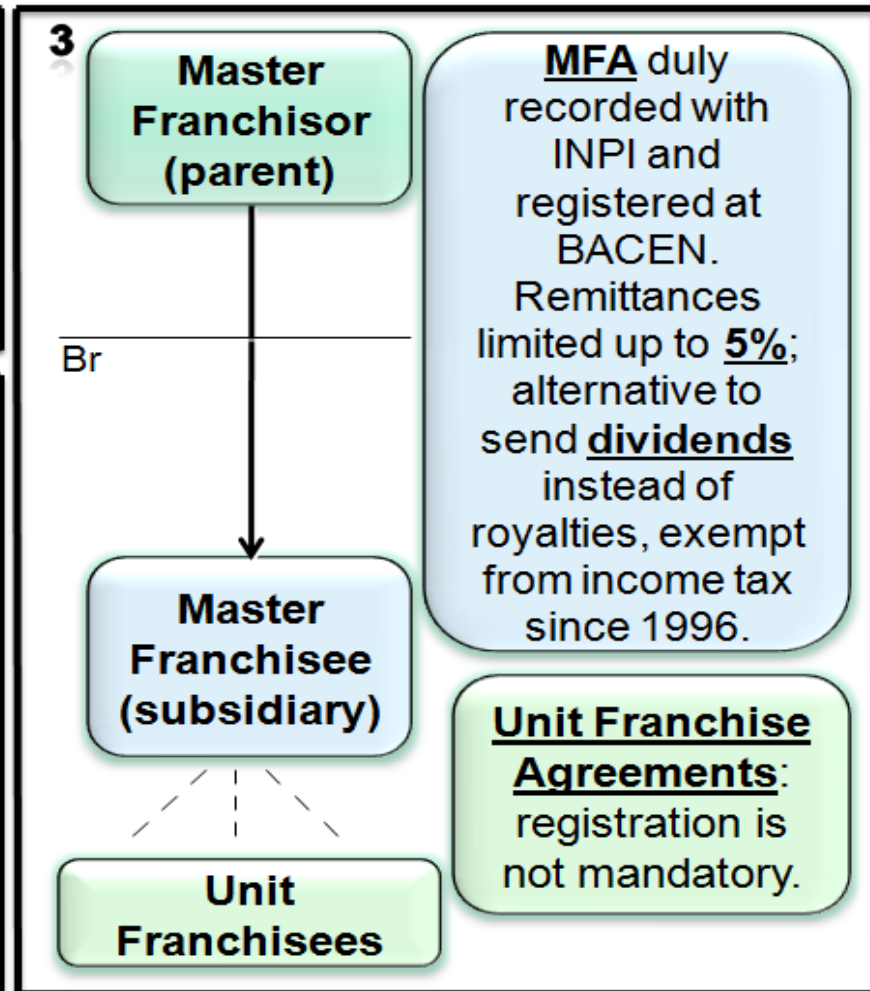 3
Master
Franchisor
(parent)
MFA duly
recorded with
INPI and
registered at
BACEN.
Remittances
limited up to 5%;
alternative to
send dividends
instead of
royalties, exempt
from income tax
since 1996.
Br
Master
Franchisee
(subsidiary)
Unit Franchise
Agreements:
registration is
not mandatory.
Unit
Franchisees